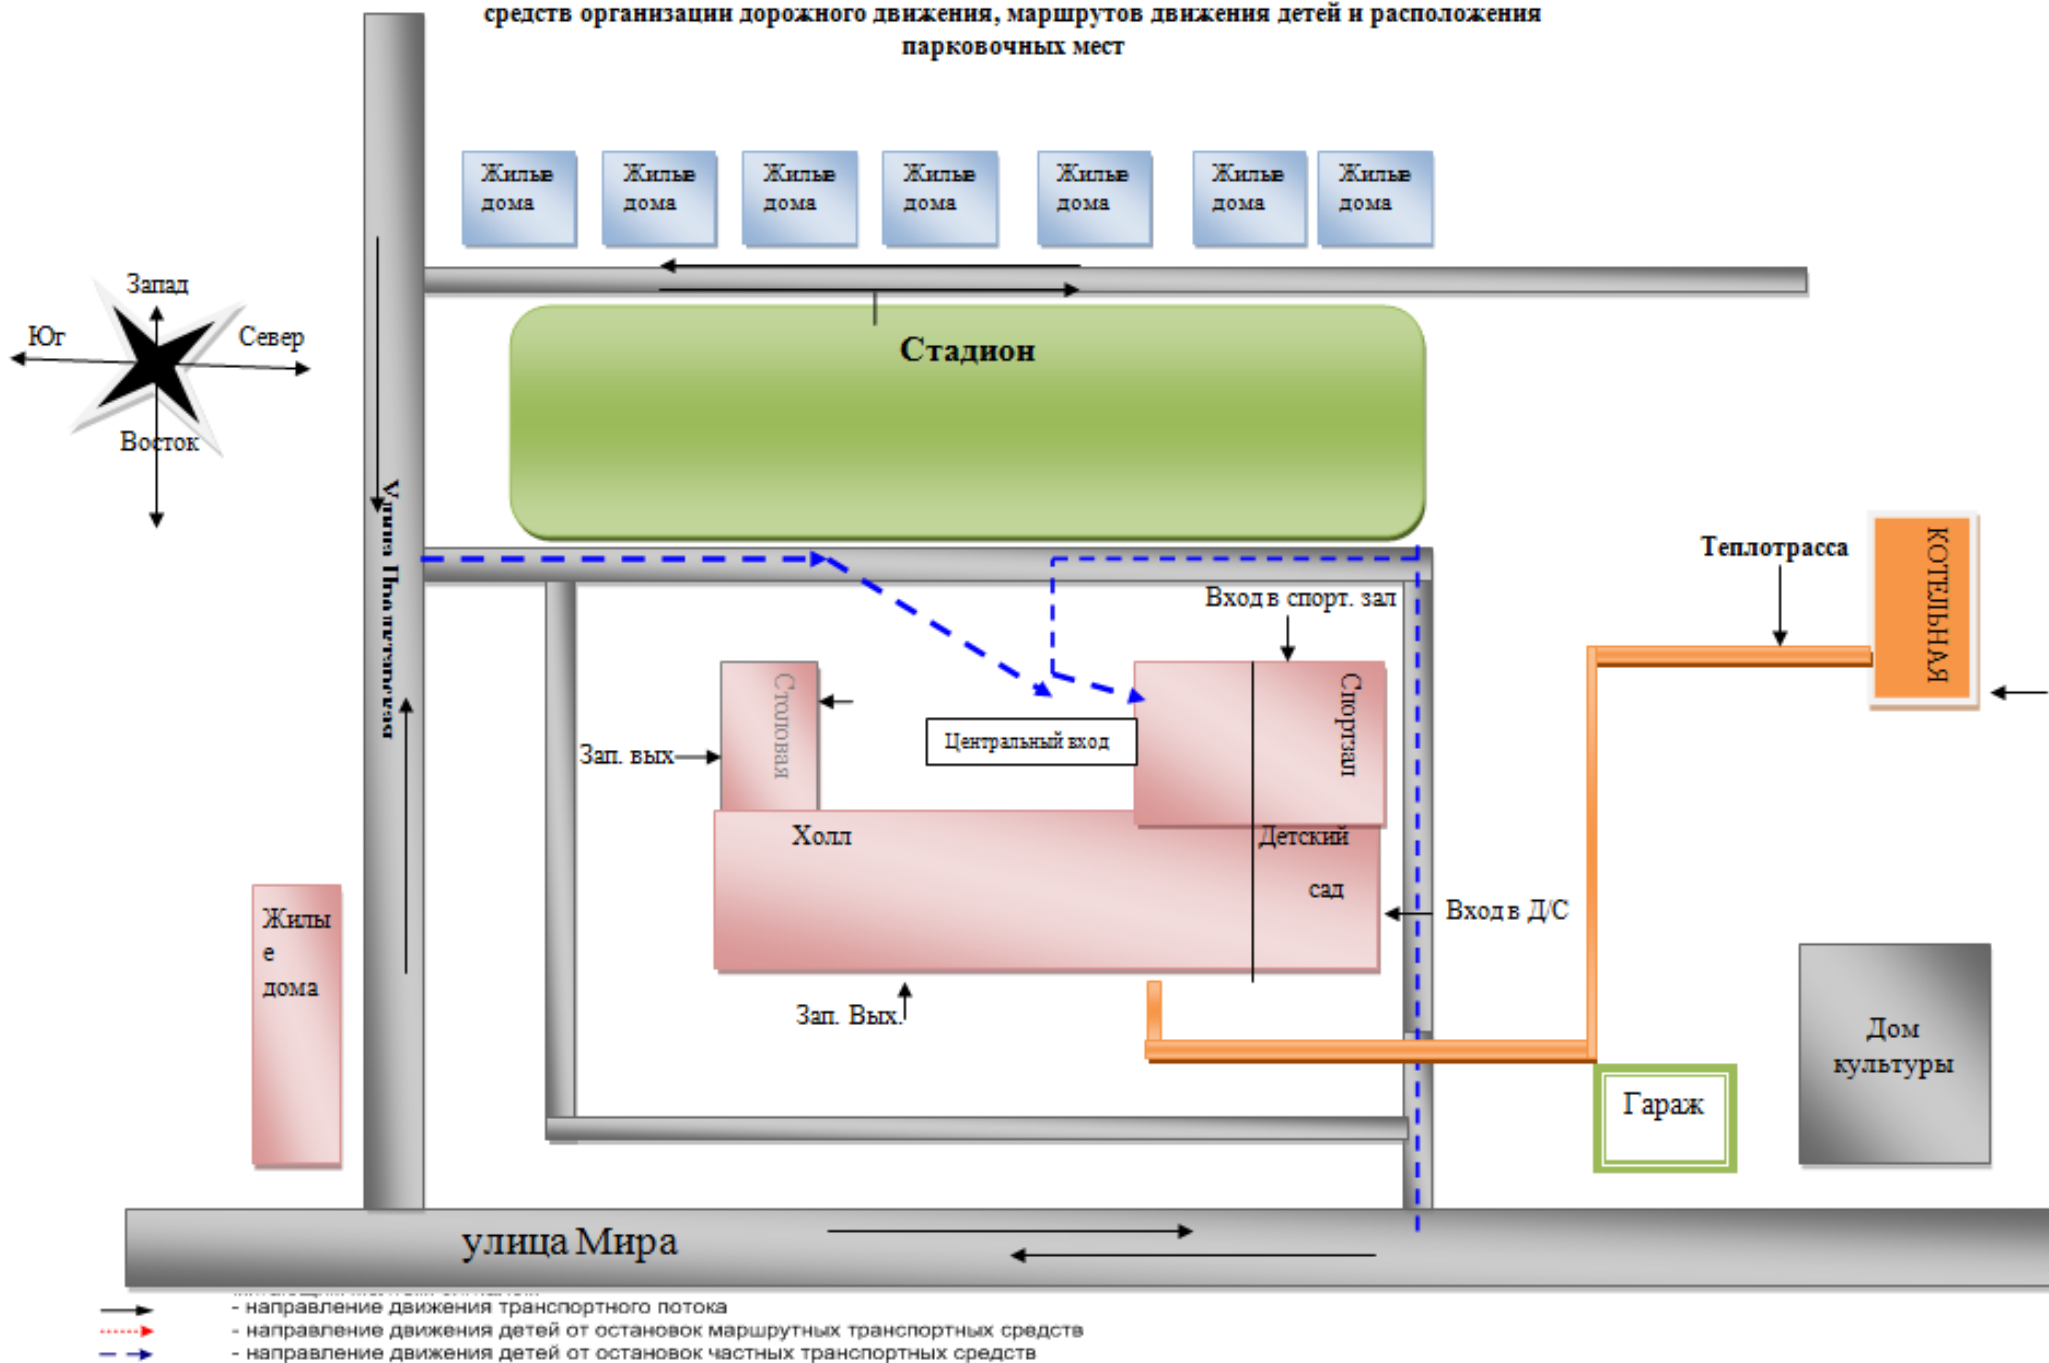 средств организации дорожного движения, маршрутов движения детей и расположения
парковочных мест
Жилые
дома
Жилые
дома
Жилые
дома
Жилые
дома
Жилые
дома
Жилые
дома
Жилые
дома
Запад
Юг
Север
Восток
Стадион
Теплотрасса
КОТЕЛЬНАЯ
Вход в спорт. зал
Столовая
Спортзал
Центральный вход
Зап. вых
Холл
Детский
сад
Вход в Д/С
Жилы
е
дома
Зап. Вых.
Дом
культуры
Гараж
улица Мира
- направление движения транспортного потока
- направление движения детей от остановок маршрутных транспортных средств
- направление движения детей от остановок частных транспортных средств